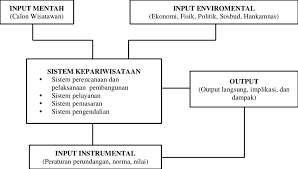 INPUT MENTAH
(Calon Wisatawan)
INPUT ENVIROMENTAL
(Ekonomi, Fisik, Politik, Sosbud, Hankamnas)
SISTEM KEPARIWISATAAN
• Sistem perencanaan dan
pelaksanaan pembangunan
• Sistem pelayanan
• Sistem pemasaran
• Sistem pengendalian
OUTPUT
(Output langsung, implikasi, dan
dampak)
INPUT INSTRUMENTAL
(Peraturan perundangan, norma, nilai)